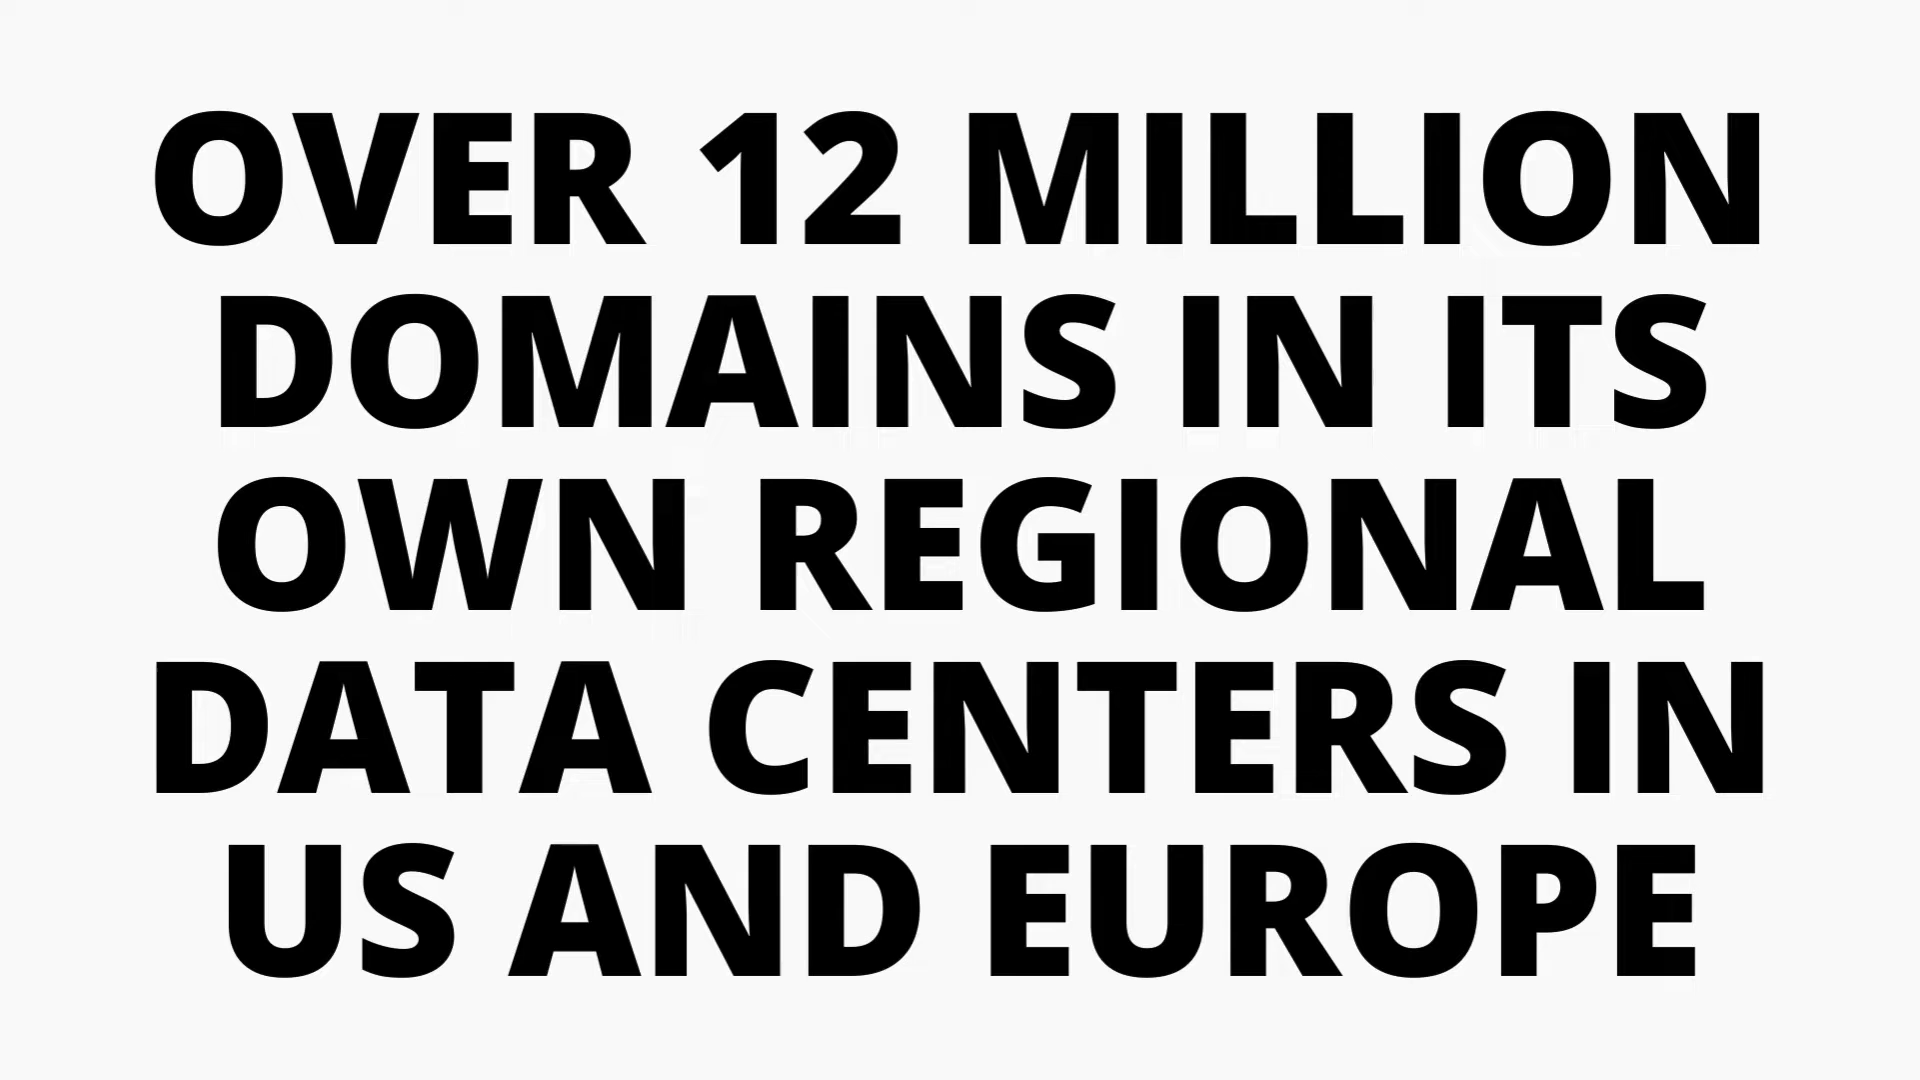 OVER 12 MILLION
DOMAINS IN ITS
OWN REGIONAL
DATA CENTERS IN
US AND EUROPE